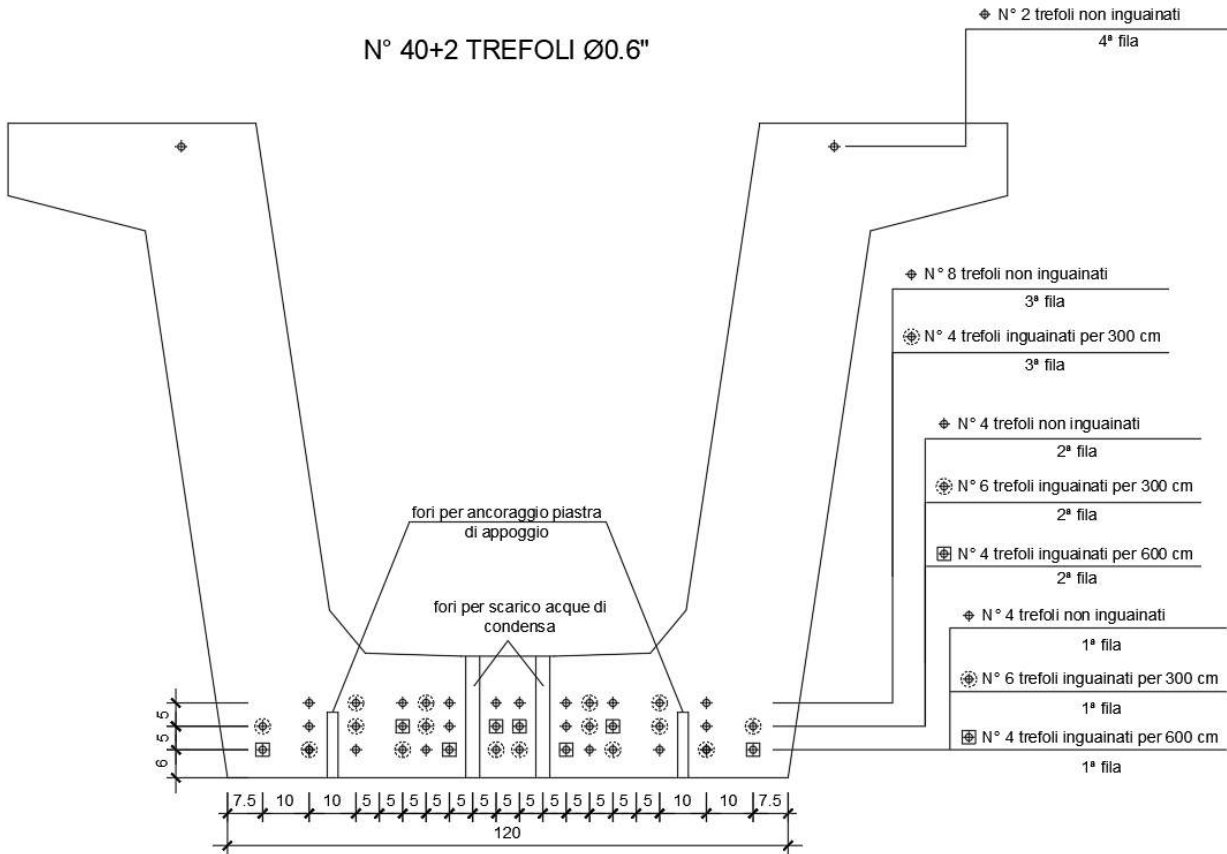 N° 2 trefoli non inguainati
4ª fila
N° 40+2 TREFOLI Ø0.6"
N° 8 trefoli non inguainati
3ª fila
N° 4 trefoli inguainati per 300 cm
3ª fila
N° 4 trefoli non inguainati
2ª fila
N° 6 trefoli inguainati per 300 cm
2ª fila
N° 4 trefoli inguainati per 600 cm
2ª fila
fori per ancoraggio piastra
di appoggio
fori per scarico acque di
condensa
N° 4 trefoli non inguainati
1ª fila
N° 6 trefoli inguainati per 300 cm
1ª fila
N° 4 trefoli inguainati per 600 cm
1ª fila
5
5
6
7.5 10 10 5 5 5 5 5 5 5 5 5 5 5 5 10 10 7.5
120